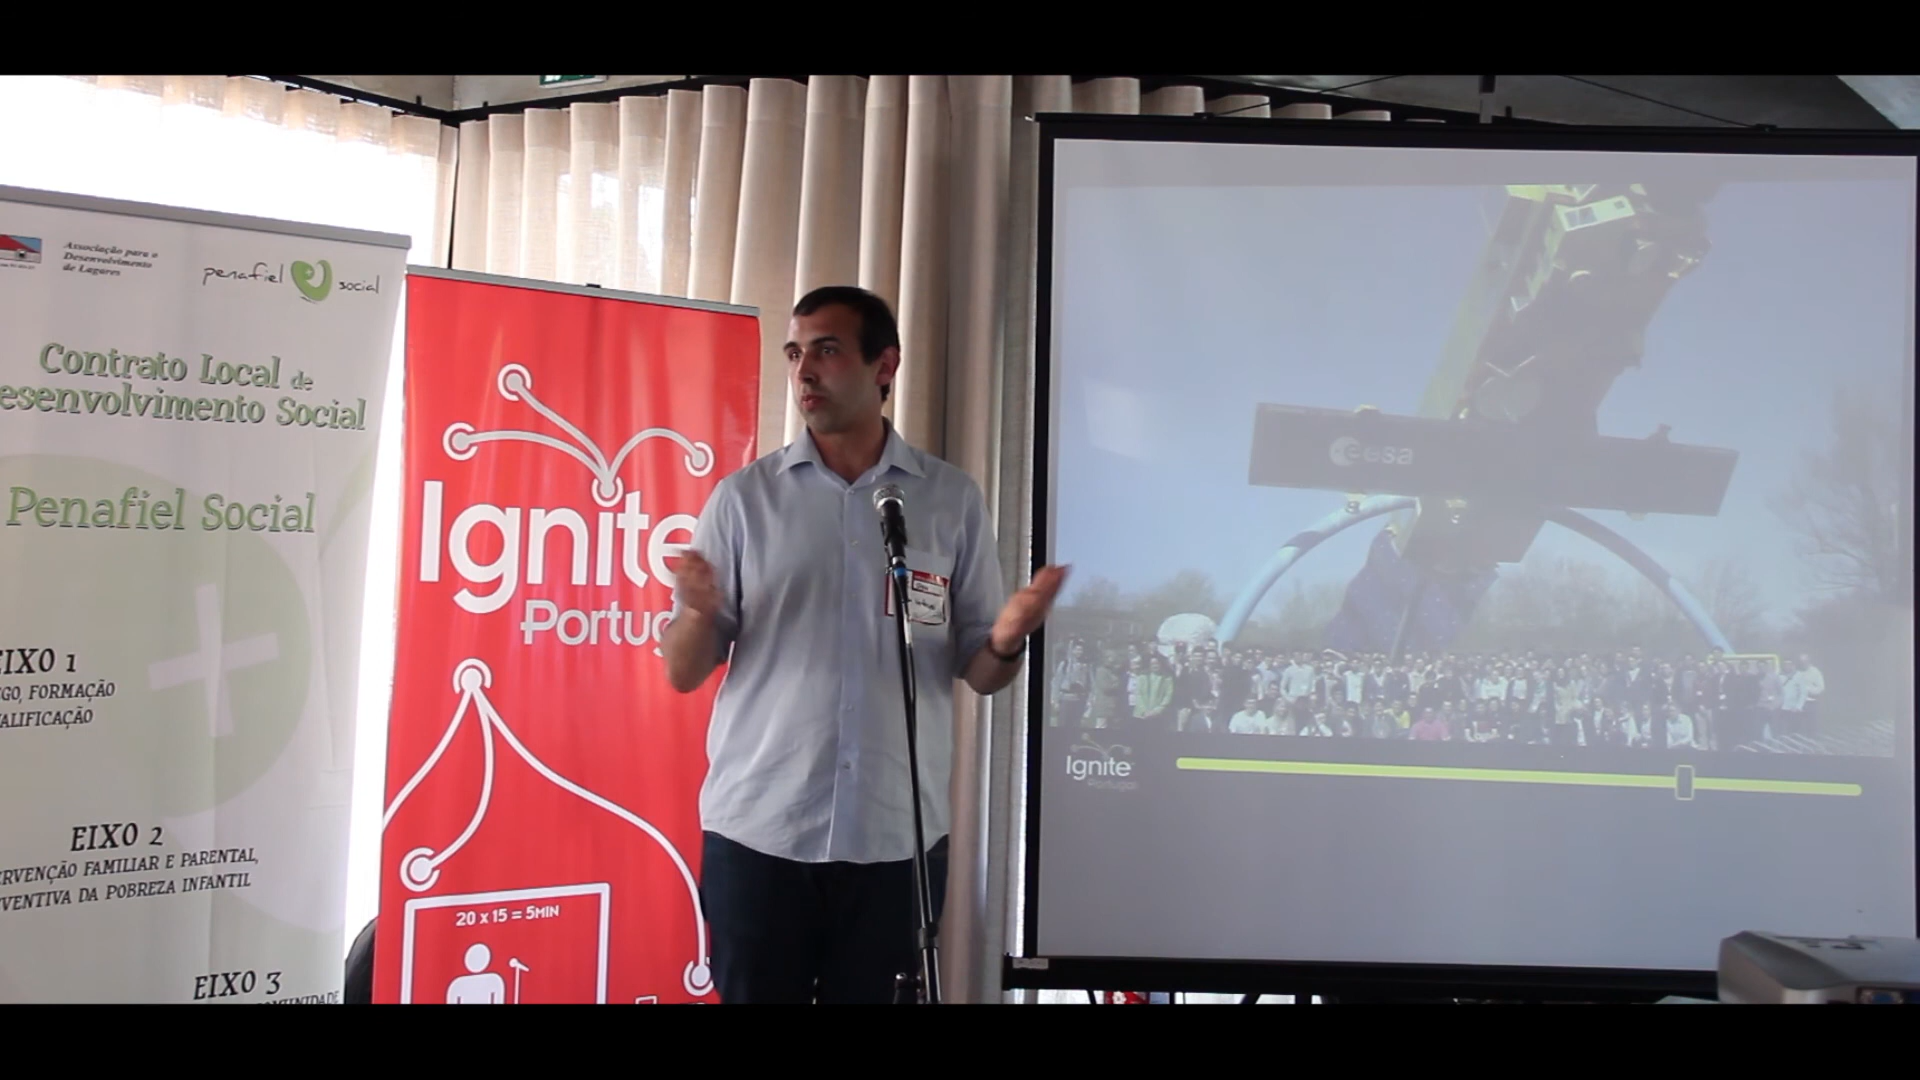 Associação para o
Desenvolvimento
de Lagares
penafiel social
Contrato Local de
esenvolvimento Social
Penafiel Social
EIXO 1
GO, FORMAÇÃO
ALIFICAÇÃO
EIXO 2
RVENÇÃO FAMILIAR E PARENTAL,
VENTIVA DA POBREZA INFANTIL
EIXO 3
Ignite
Portug
20 x 15 = 5MIN
esa
Ignite
Portugal